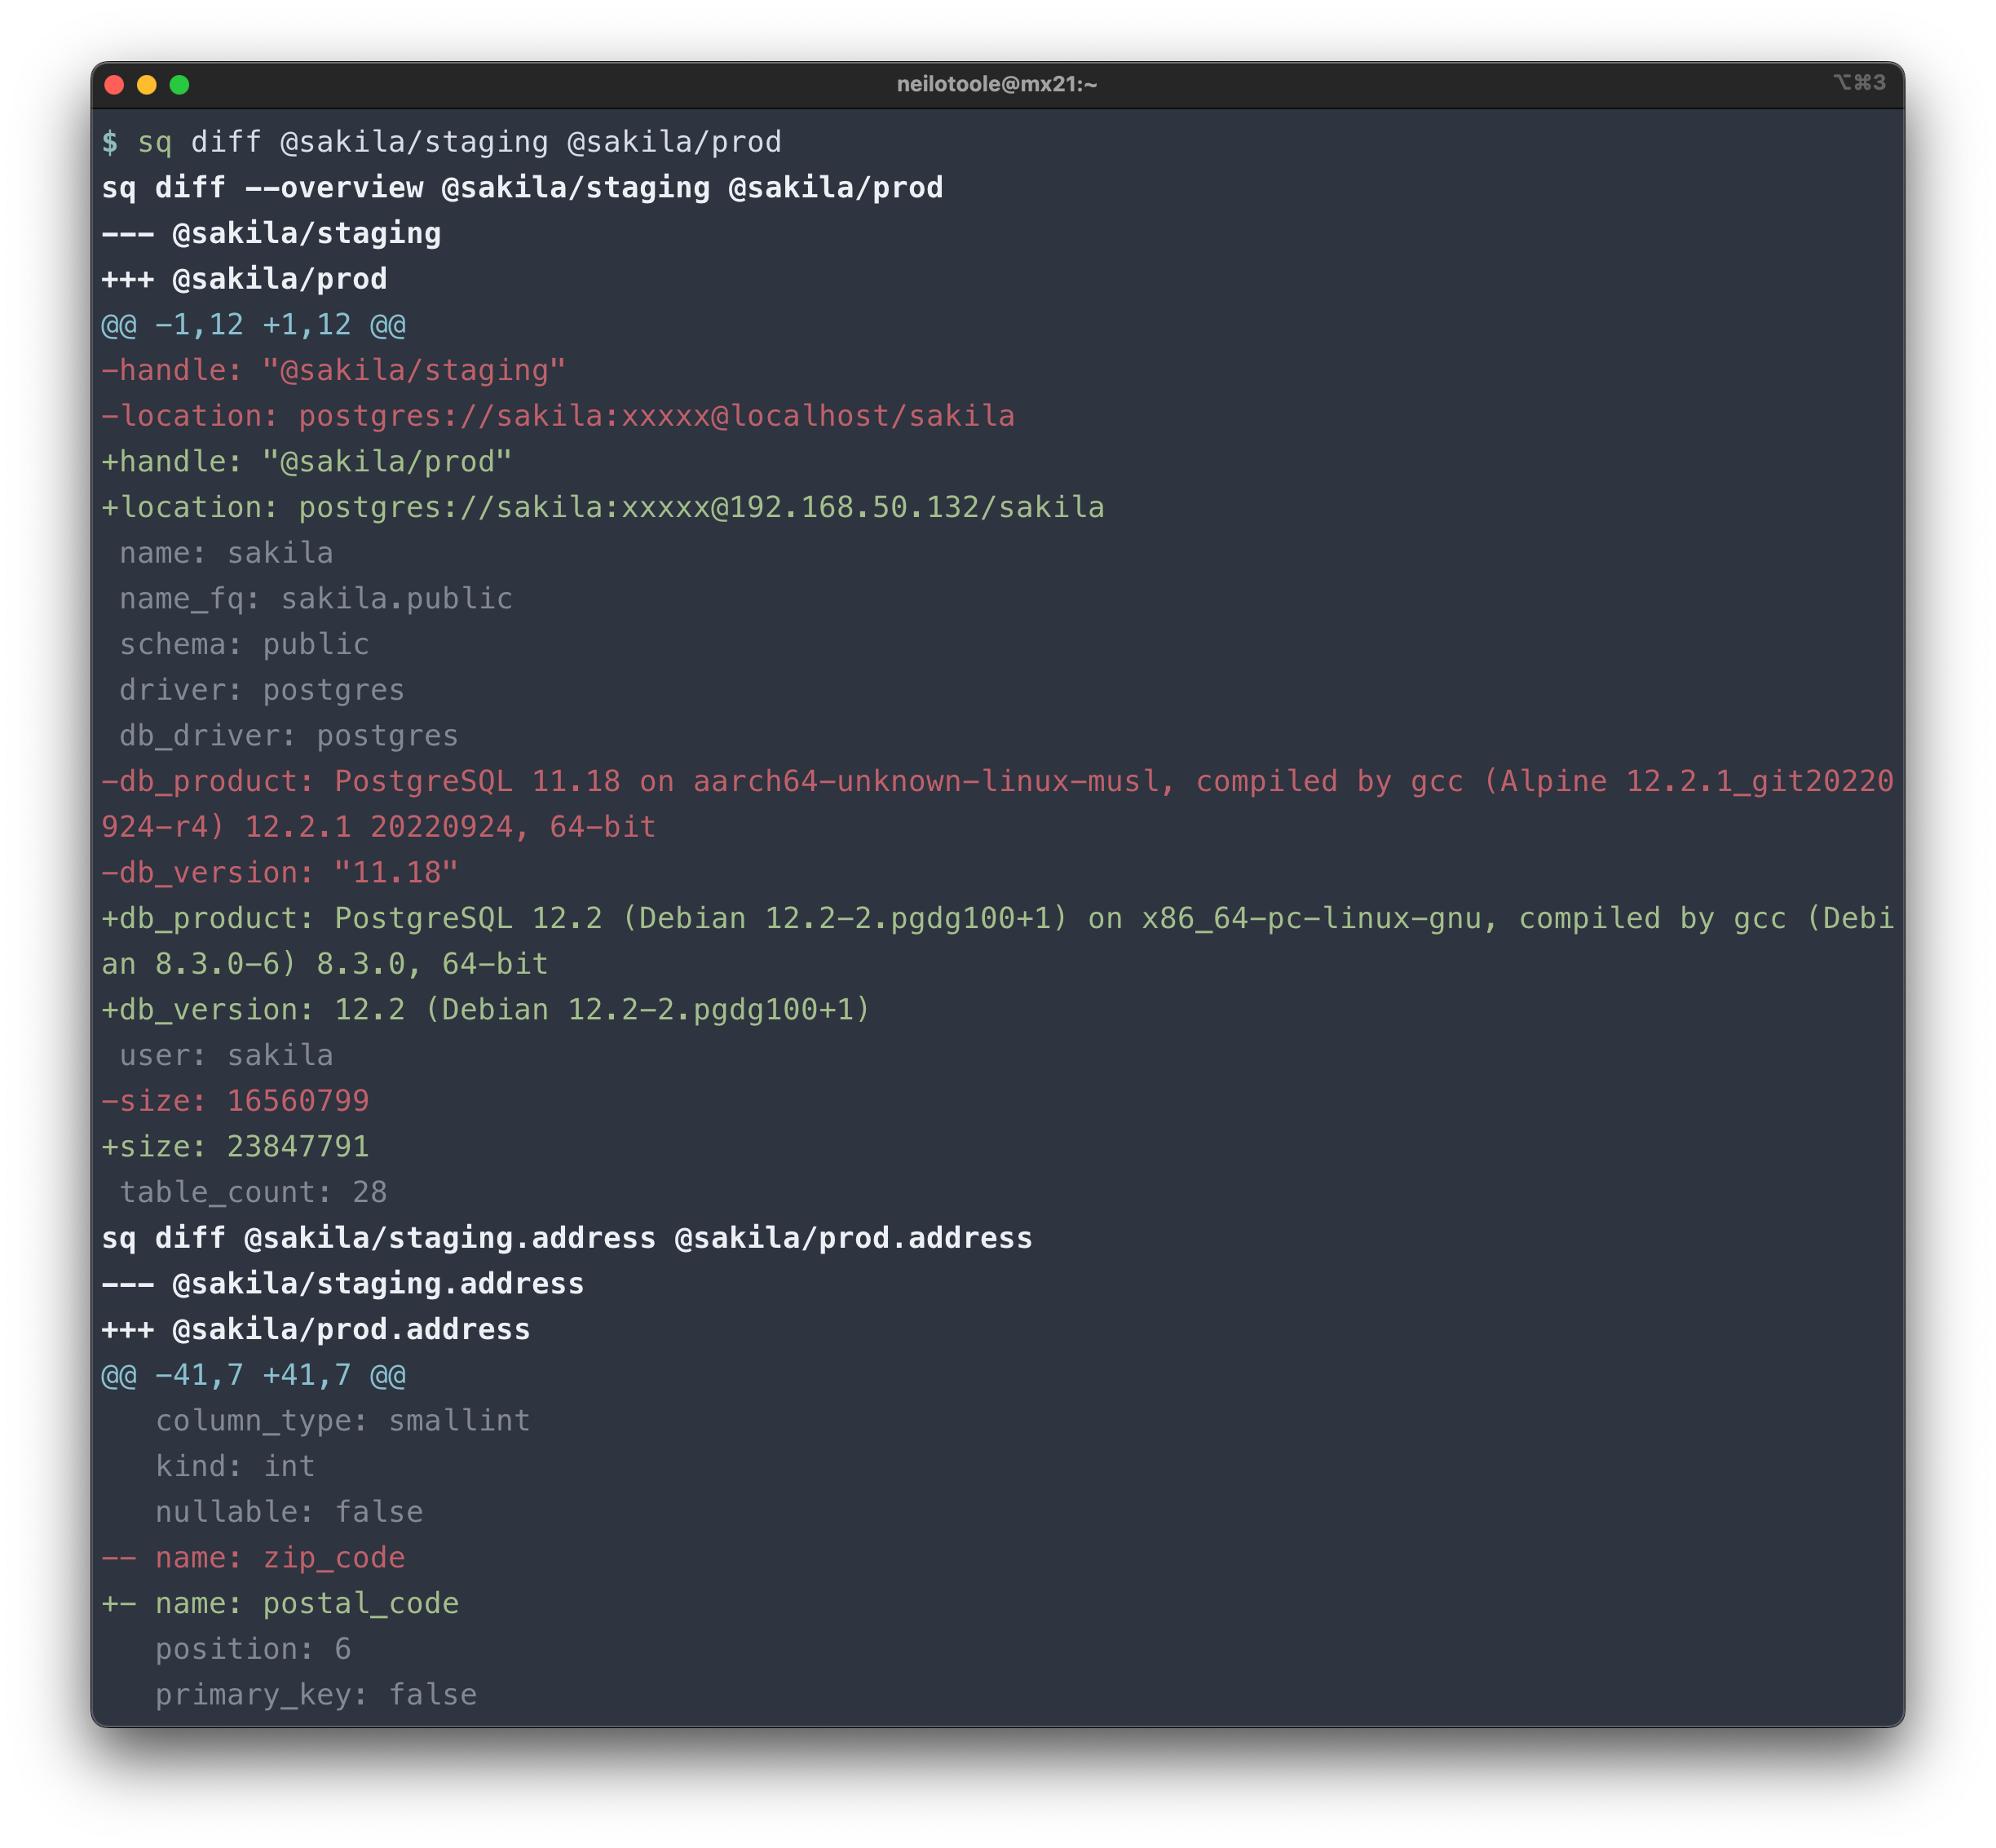 neilotoole@mx21:~ ⌥⌘3
$ sq diff @sakila/staging @sakila/prod
sq diff --overview @sakila/staging @sakila/prod
--- @sakila/staging
+++ @sakila/prod
@@ -1,12 +1,12 @@
-handle: "@sakila/staging"
-location: postgres://sakila:xxxxx@localhost/sakila
+handle: "@sakila/prod"
+location: postgres://sakila:xxxxx@192.168.50.132/sakila
 name: sakila
 name_fq: sakila.public
 schema: public
 driver: postgres
 db_driver: postgres
-db_product: PostgreSQL 11.18 on aarch64-unknown-linux-musl, compiled by gcc (Alpine 12.2.1_git20220
924-r4) 12.2.1 20220924, 64-bit
-db_version: "11.18"
+db_product: PostgreSQL 12.2 (Debian 12.2-2.pgdg100+1) on x86_64-pc-linux-gnu, compiled by gcc (Debi
an 8.3.0-6) 8.3.0, 64-bit
+db_version: 12.2 (Debian 12.2-2.pgdg100+1)
 user: sakila
-size: 16560799
+size: 23847791
 table_count: 28
sq diff @sakila/staging.address @sakila/prod.address
--- @sakila/staging.address
+++ @sakila/prod.address
@@ -41,7 +41,7 @@
   column_type: smallint
   kind: int
   nullable: false
-- name: zip_code
+- name: postal_code
   position: 6
   primary_key: false